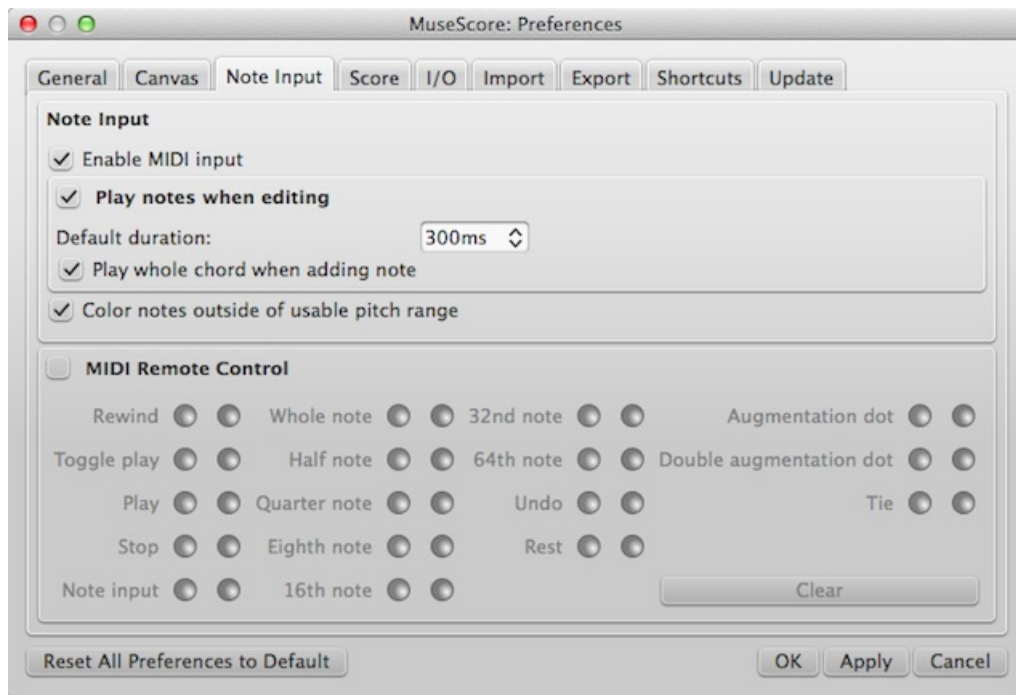 MuseScore: Preferences
General Canvas Note Input Score I/O Import Export Shortcuts Update
Note Input
Enable MIDI input
Play notes when editing
Default duration: 300ms
Play whole chord when adding note
Color notes outside of usable pitch range
MIDI Remote Control
Rewind Whole note 32nd note Augmentation dot
Toggle play Half note 64th note Double augmentation dot
Play Quarter note Undo Tie
Stop Eighth note Rest
Note input 16th note Clear
Reset All Preferences to Default OK Apply Cancel